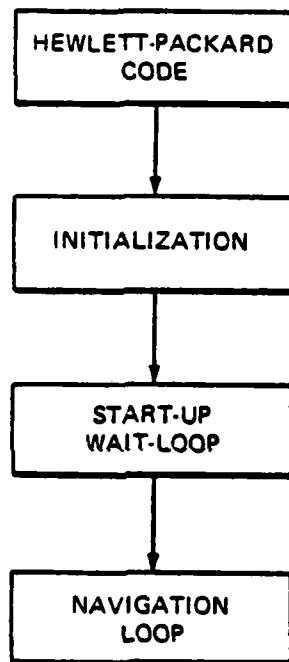 HEWLETT-PACKARD
CODE
INITIALIZATION
START-UP
WAIT-LOOP
NAVIGATION
LOOP